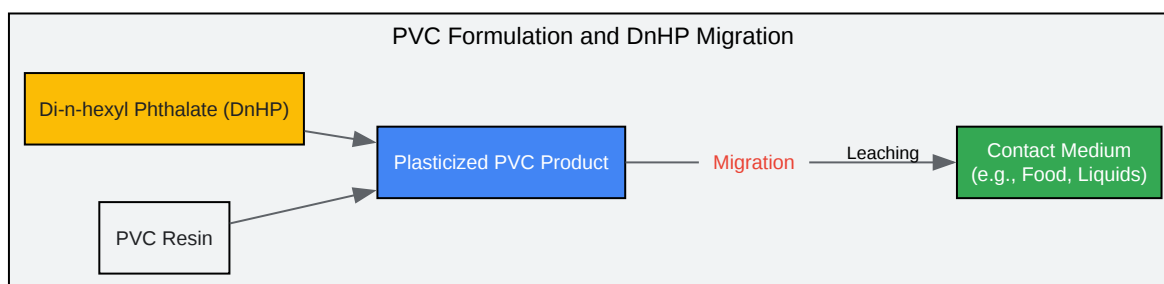 PVC Formulation and DnHP Migration
Di-n-hexyl Phthalate (DnHP)
PVC Resin
Plasticized PVC Product
Migration
Leaching
Contact Medium
(e.g., Food, Liquids)